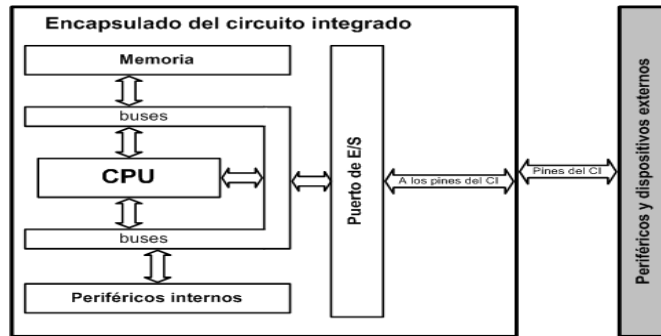 Encapsulado del circuito integrado
Memoria
buses
CPU
buses
Periféricos internos
Puerto de E/S
A los pines del CI
Pines del CI
Periféricos y dispositivos externos